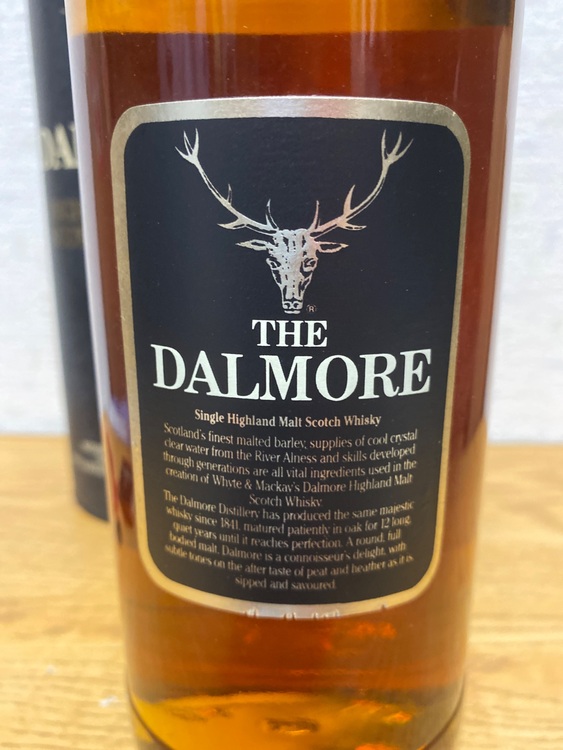 DA
®
THE
DALMORE
Single Highland Malt Scotch Whisky
Scotland's finest malted barley, supplies of cool crystal
clear water from the River Alness and skills developed
through generations are all vital ingredients used in the
creation of Whyte & Mackay's Dalmore Highland Malt
Scotch Whisky.
The Dalmore Distillery has produced the same majestic
whisky since 1841, matured patiently in oak for 12 long,
quiet years until it reaches perfection. A round, full
bodied malt, Dalmore is a connoisseur's delight, with
subtle tones on the after taste of peat and heather as it is
sipped and savoured.